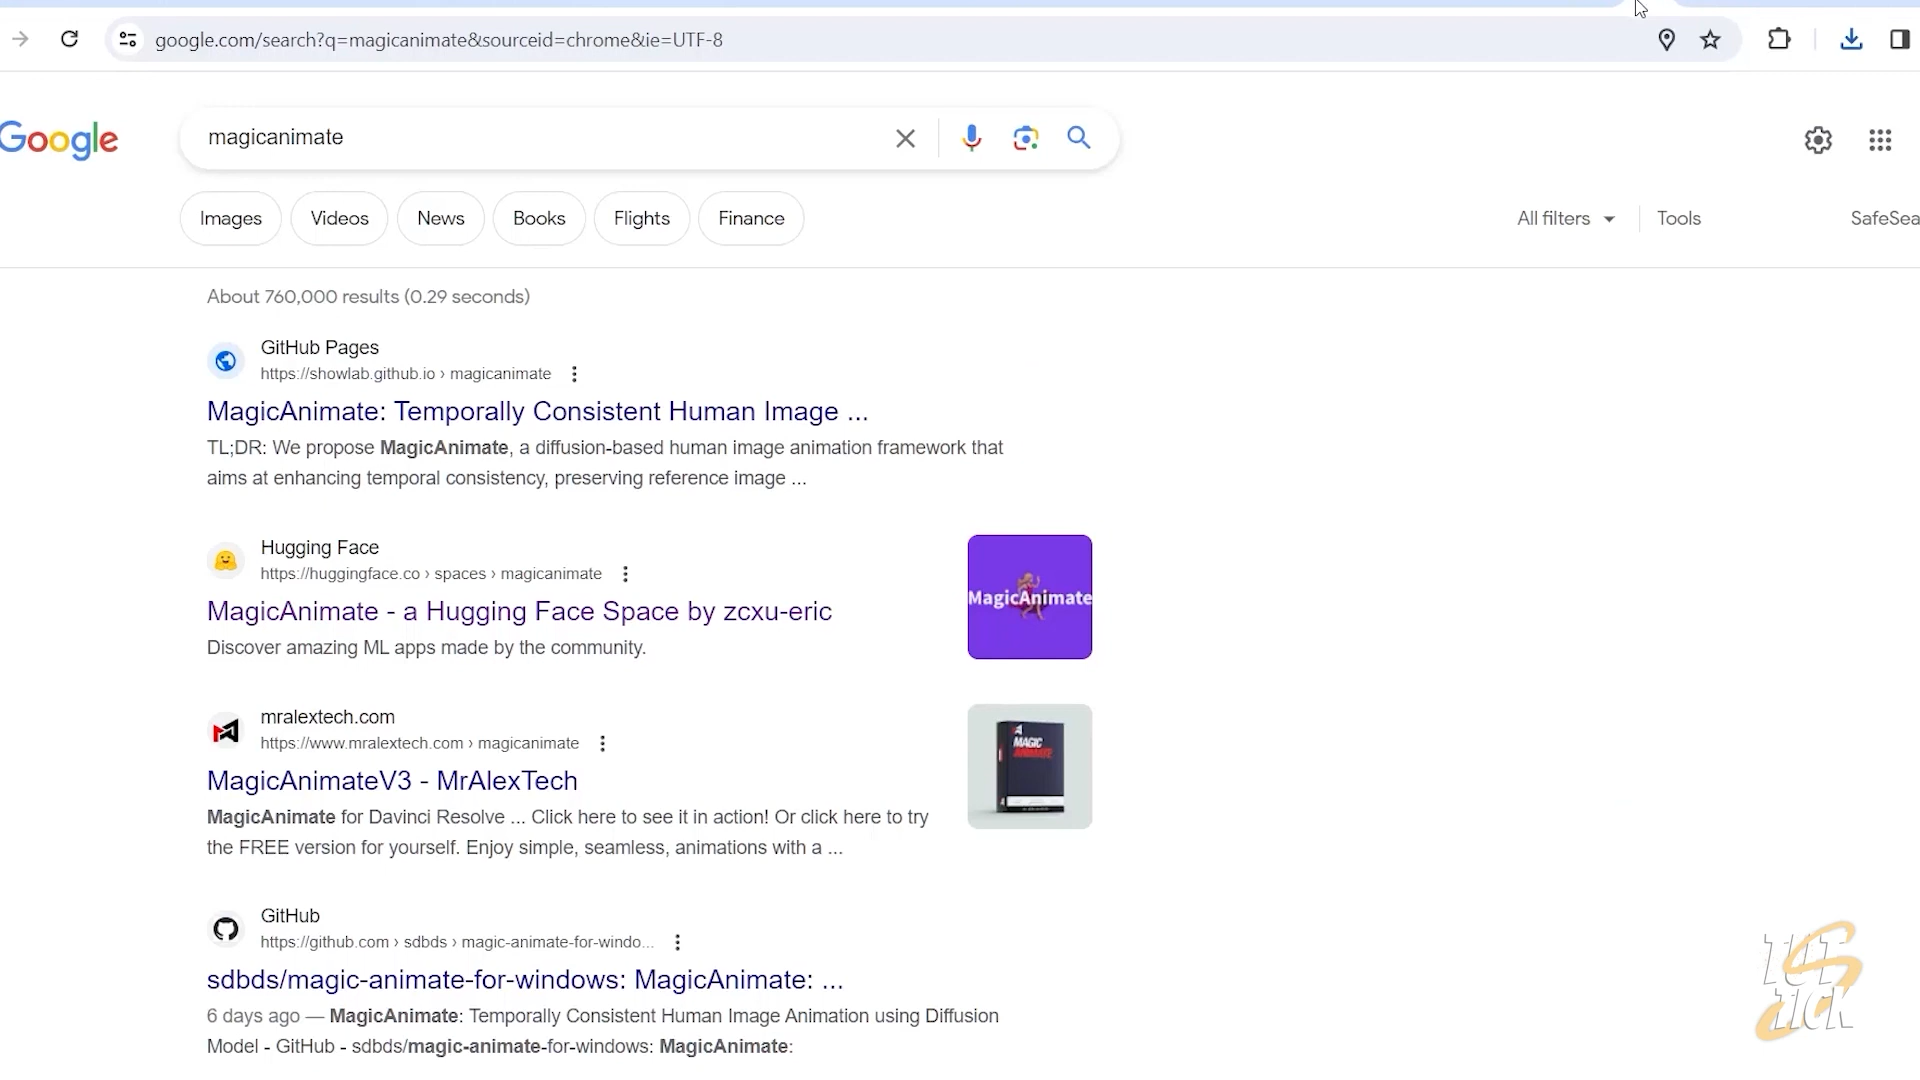 google.com/search?q=magicanimate&sourceid=chrome&ie=UTF-8
Google
magicanimate
Images
Videos
News
Books
Flights
Finance
All filters
Tools
SafeSea
About 760,000 results (0.29 seconds)
GitHub Pages
https://showlab.github.io › magicanimate
MagicAnimate: Temporally Consistent Human Image ...
TL;DR: We propose MagicAnimate, a diffusion-based human image animation framework that
aims at enhancing temporal consistency, preserving reference image ...
Hugging Face
https://huggingface.co › spaces › magicanimate
MagicAnimate - a Hugging Face Space by zcxu-eric
Discover amazing ML apps made by the community.
MagicAnimate
mralextech.com
https://www.mralextech.com › magicanimate
MagicAnimateV3 - MrAlexTech
MagicAnimate for Davinci Resolve ... Click here to see it in action! Or click here to try
the FREE version for yourself. Enjoy simple, seamless, animations with a ...
MAGIC
ANIMATE
GitHub
https://github.com › sdbds › magic-animate-for-windo...
sdbds/magic-animate-for-windows: MagicAnimate: ...
6 days ago — MagicAnimate: Temporally Consistent Human Image Animation using Diffusion
Model - GitHub - sdbds/magic-animate-for-windows: MagicAnimate: